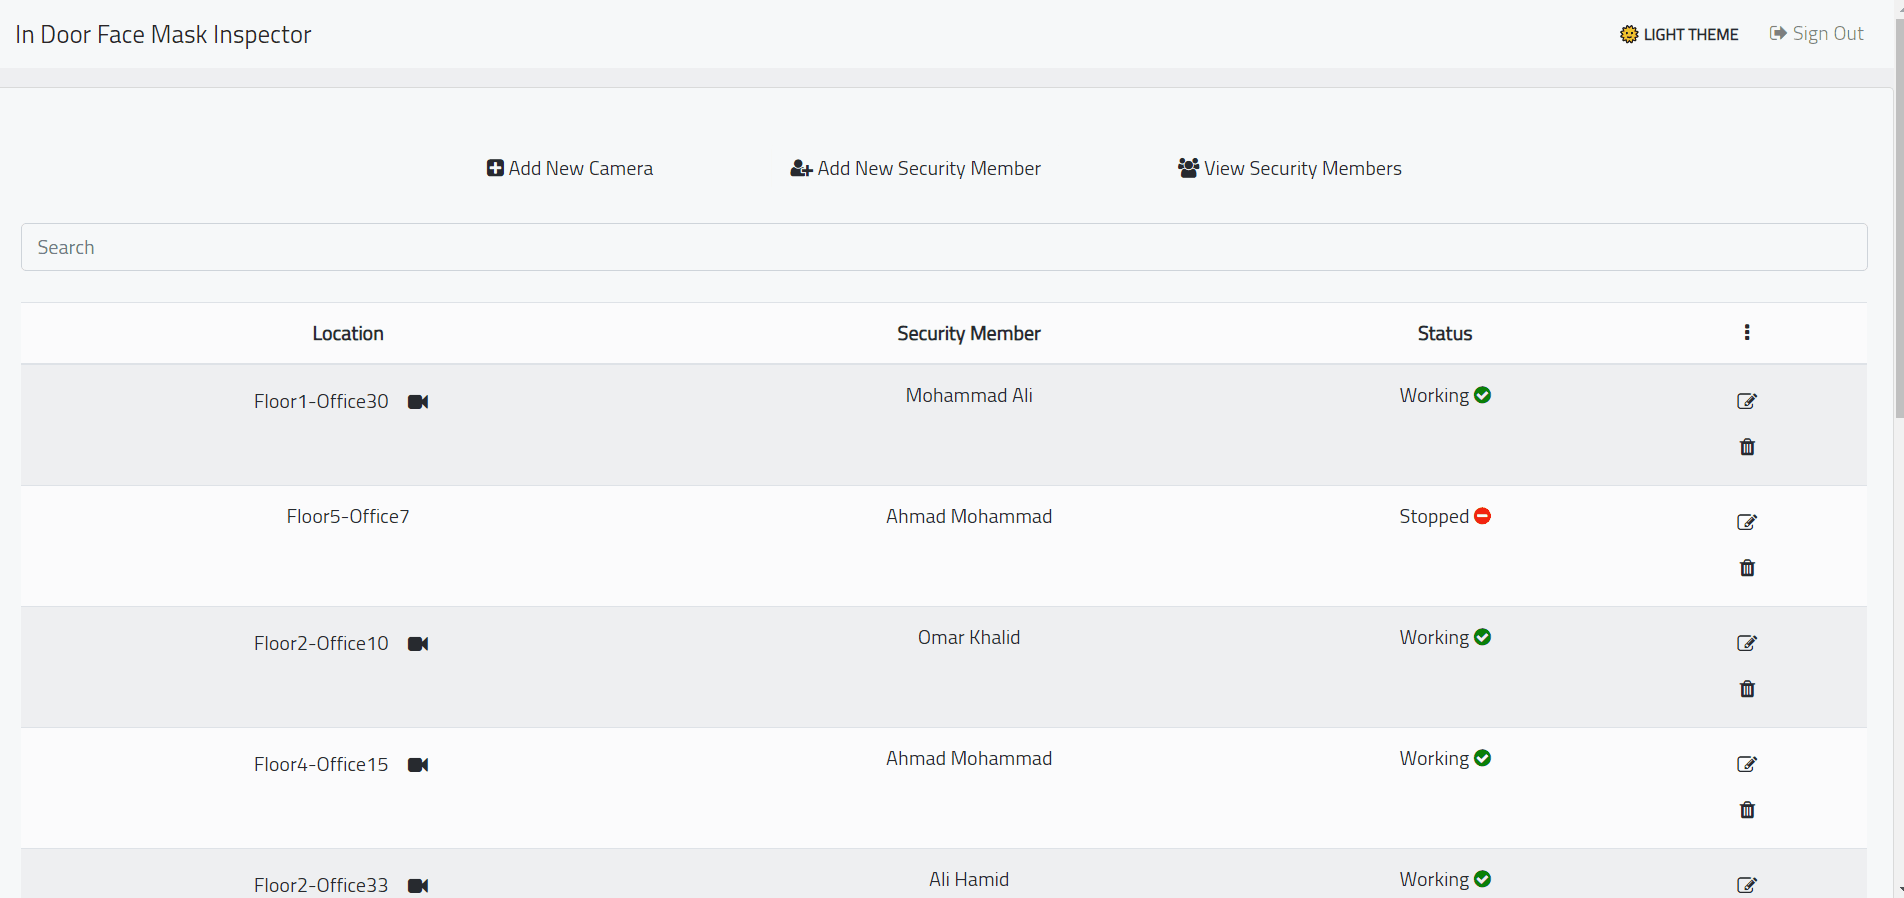 In Door Face Mask Inspector
LIGHT THEME
Sign Out
Add New Camera
Add New Security Member
View Security Members
Search
Location Security Member Status
Floor1-Office30 Mohammad Ali Working
Floor5-Office7 Ahmad Mohammad Stopped
Floor2-Office10 Omar Khalid Working
Floor4-Office15 Ahmad Mohammad Working
Floor2-Office33 Ali Hamid Working